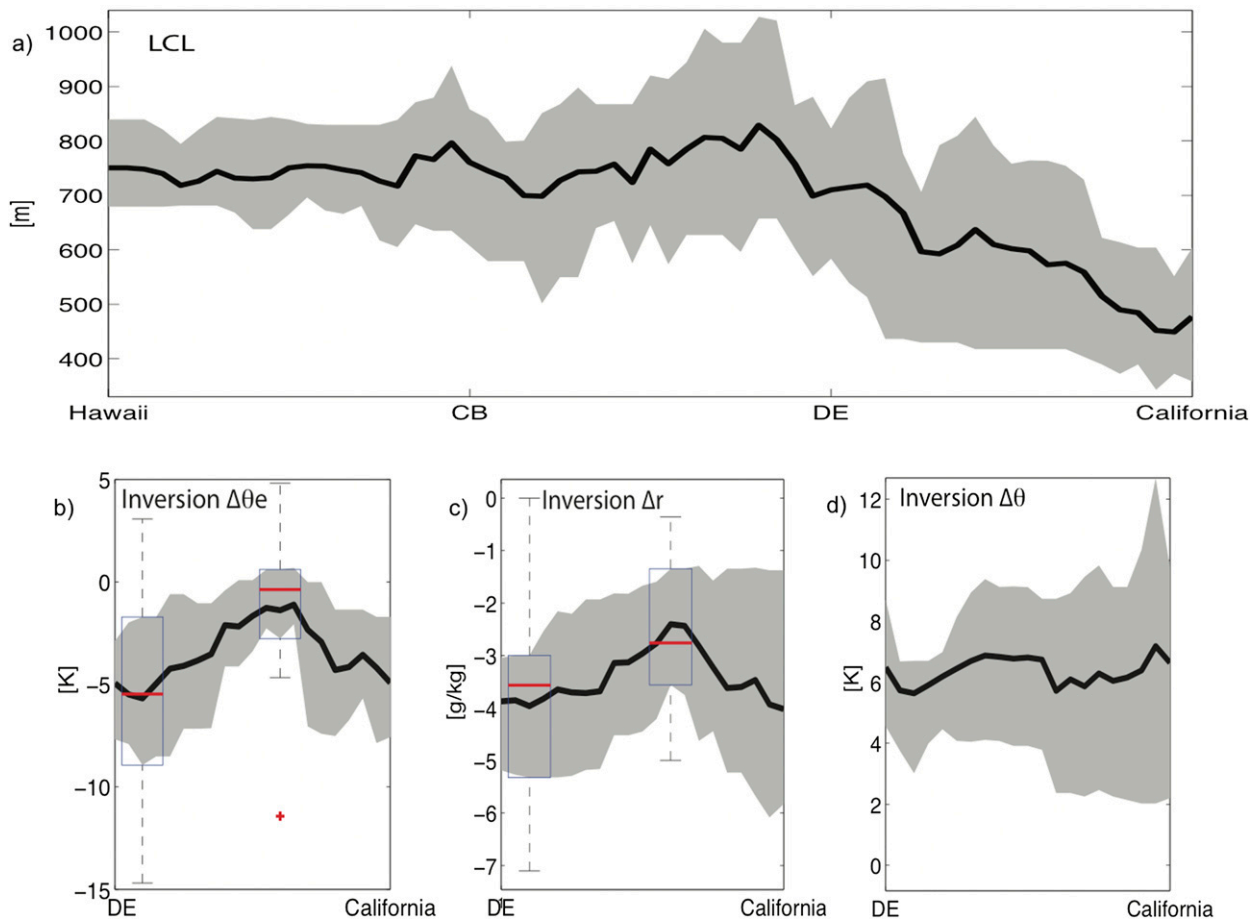 a)
LCL
1000
900
800
700
600
500
400
[m]
Hawaii
CB
DE
California
b)
Inversion Δθe
5
0
−5
−10
−15
[K]
DE
California
c)
Inversion Δr
0
−1
−2
−3
−4
−5
−6
−7
[g/kg]
DE
California
d)
Inversion Δθ
12
10
8
6
4
2
0
[K]
DE
California